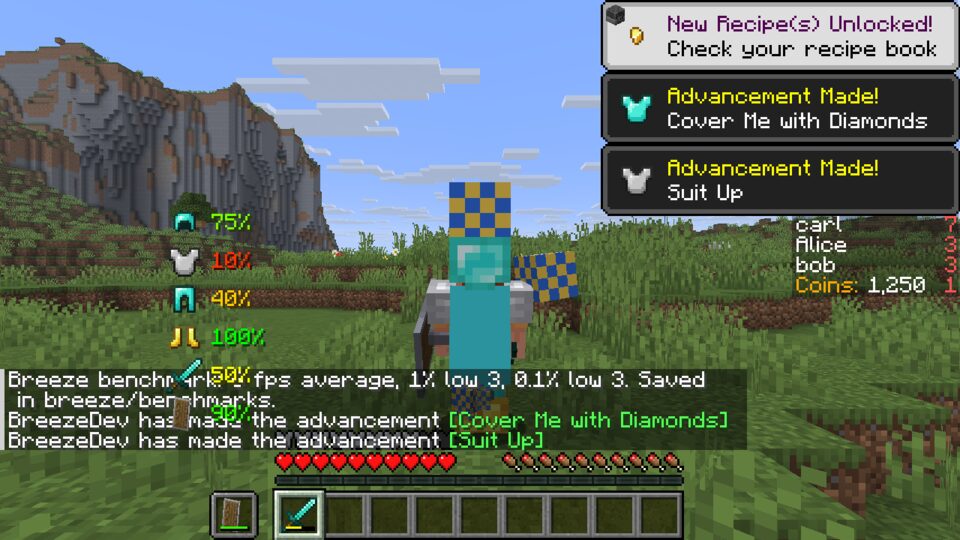 New Recipe(s) Unlocked!
Check your recipe book
Advancement Made!
Cover Me with Diamonds
Advancement Made!
Suit Up
carl 7
Alice 3
bob 3
Coins: 1,250 1
75%
10%
40%
100%
50%
90%
Breeze benchmark: fps average, 1% low 3, 0.1% low 3. Saved
in breeze/benchmarks.
BreezeDev has made the advancement [Cover Me with Diamonds]
BreezeDev has made the advancement [Suit Up]